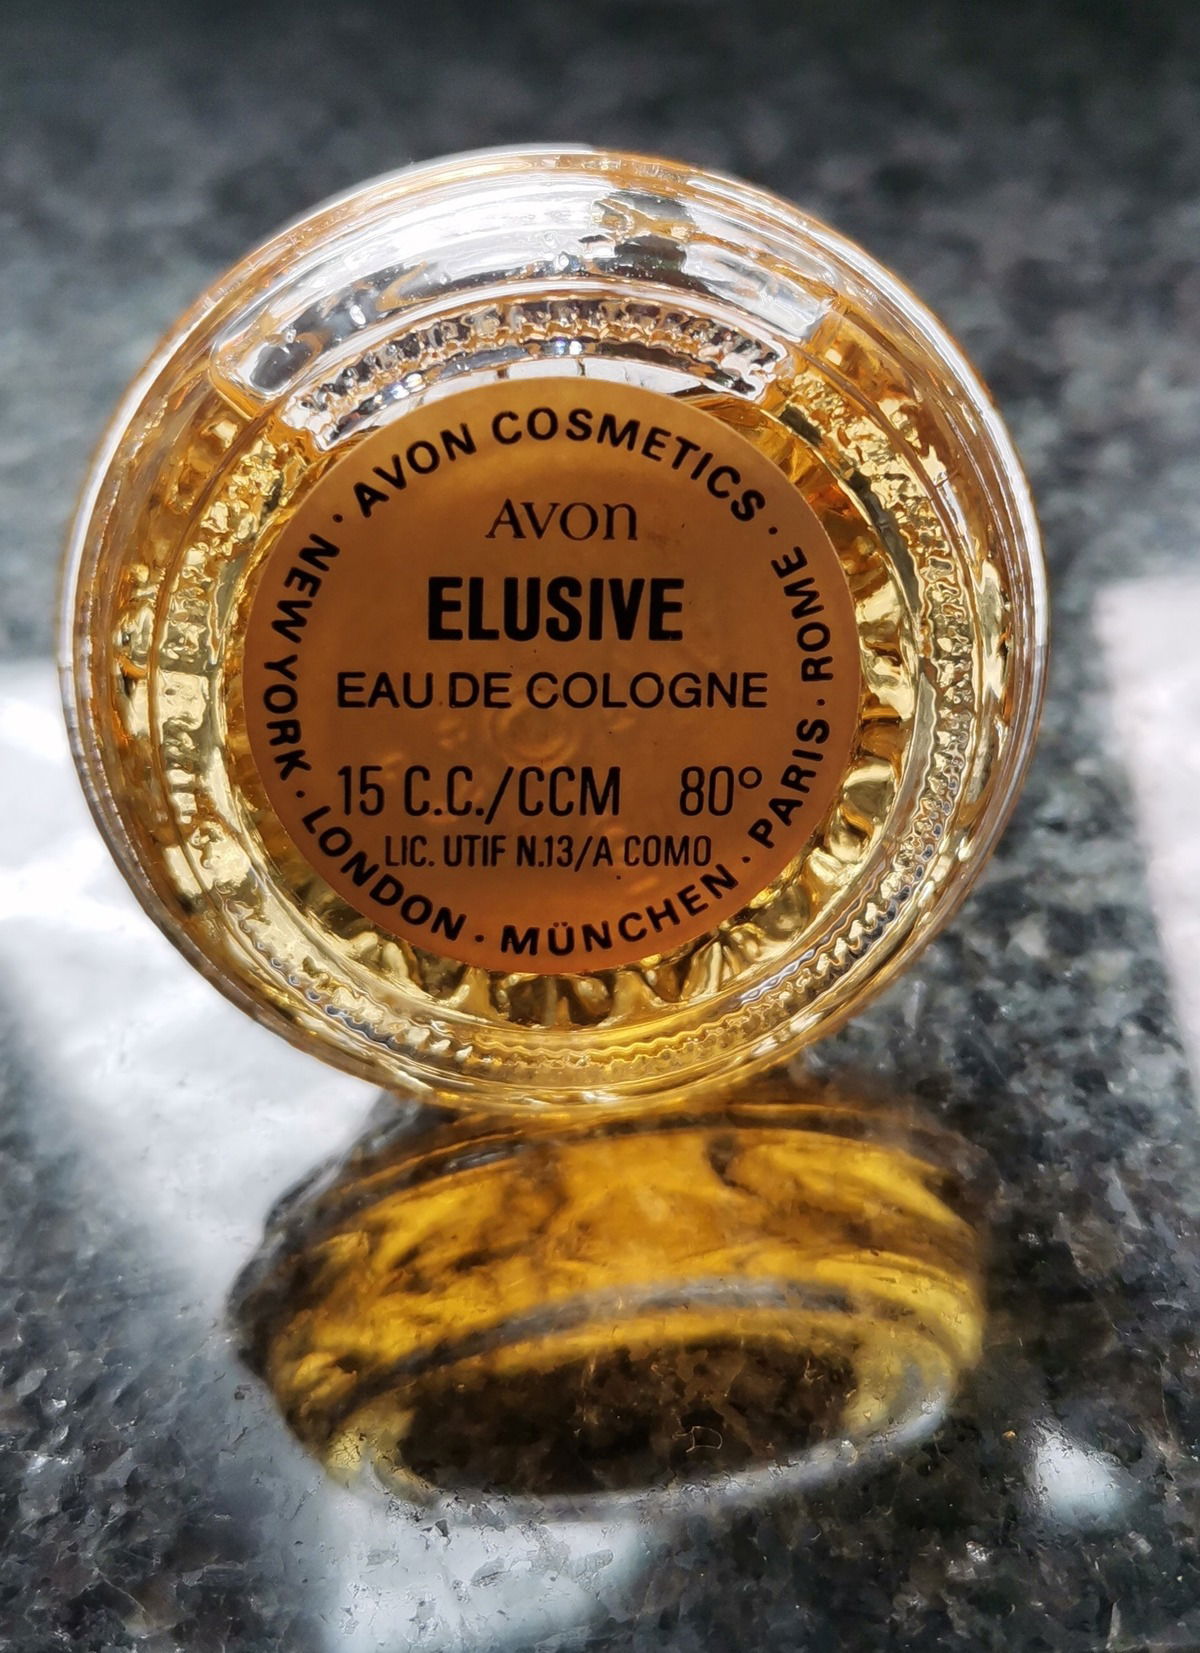 · AVON COSMETICS · ROME · PARIS · MÜNCHEN · LONDON · NEW YORK
AVON
ELUSIVE
EAU DE COLOGNE
15 C.C./CCM 80°
LIC. UTIF N.13/A COMO